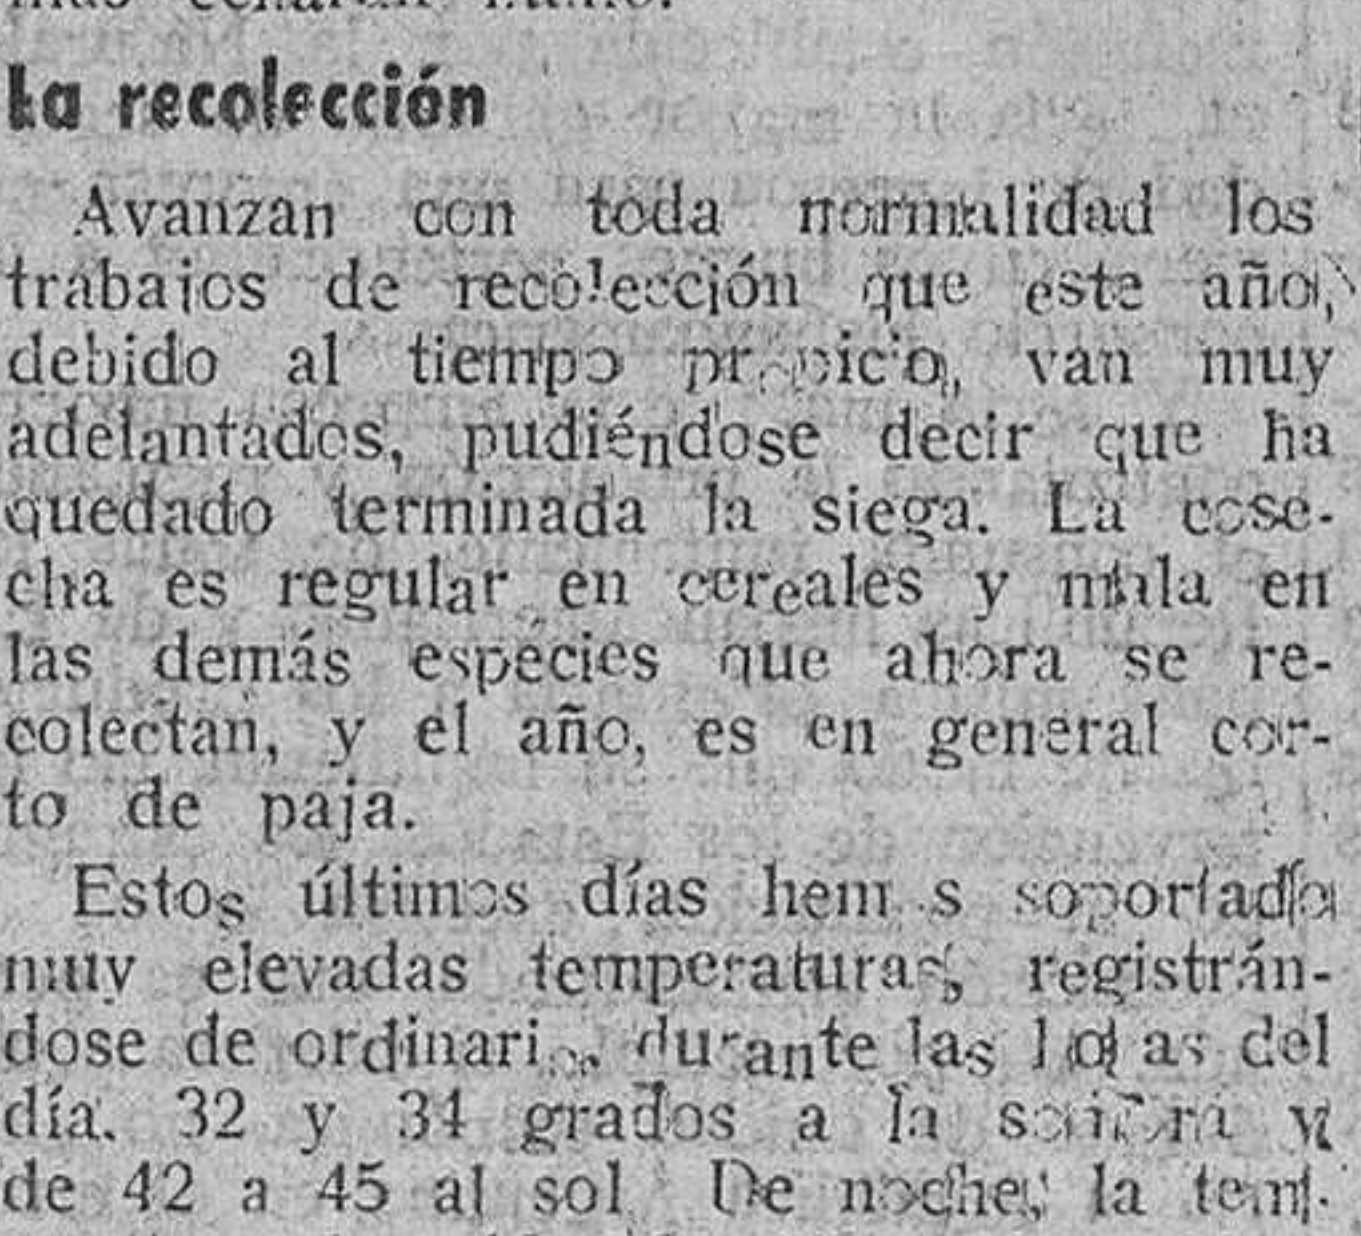 La recolección
Avanzan con toda normalidad los
trabajos de recolección que este año,
debido al tiempo propicio, van muy
adelantados, pudiéndose decir que ha
quedado terminada la siega. La cose-
cha es regular en cereales y mala en
las demás especies que ahora se re-
colectan, y el año, es en general cor-
to de paja.
Estos últimos días hemos soportado
muy elevadas temperaturas, registrán-
dose de ordinario, durante las horas del
día, 32 y 34 grados a la sombra y
de 42 a 45 al sol. De noche, la tem-